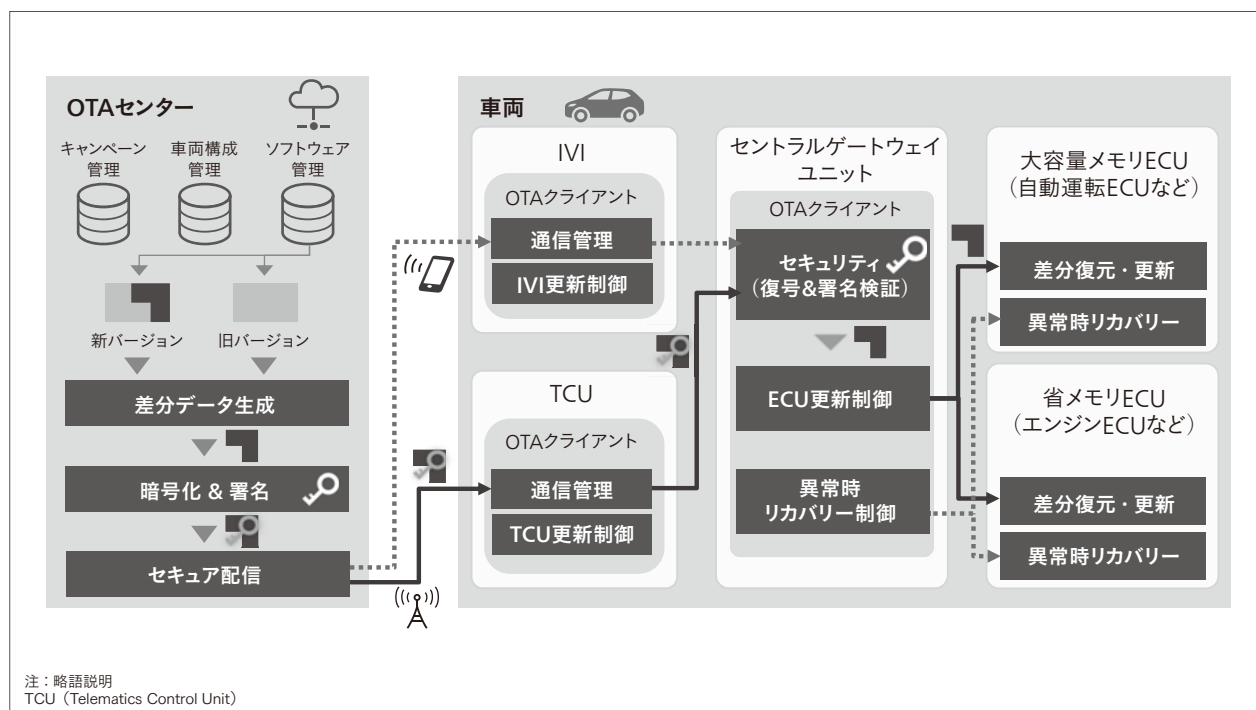 OTAセンター
キャンペーン
管理
車両構成
管理
ソフトウェア
管理
新バージョン
旧バージョン
差分データ生成
暗号化 & 署名
セキュア配信
車両
IVI
OTAクライアント
通信管理
IVI更新制御
TCU
OTAクライアント
通信管理
TCU更新制御
セントラルゲートウェイ
ユニット
OTAクライアント
セキュリティ
（復号&署名検証）
ECU更新制御
異常時
リカバリー制御
大容量メモリECU
（自動運転ECUなど）
差分復元・更新
異常時リカバリー
省メモリECU
（エンジンECUなど）
差分復元・更新
異常時リカバリー
注：略語説明
TCU（Telematics Control Unit）